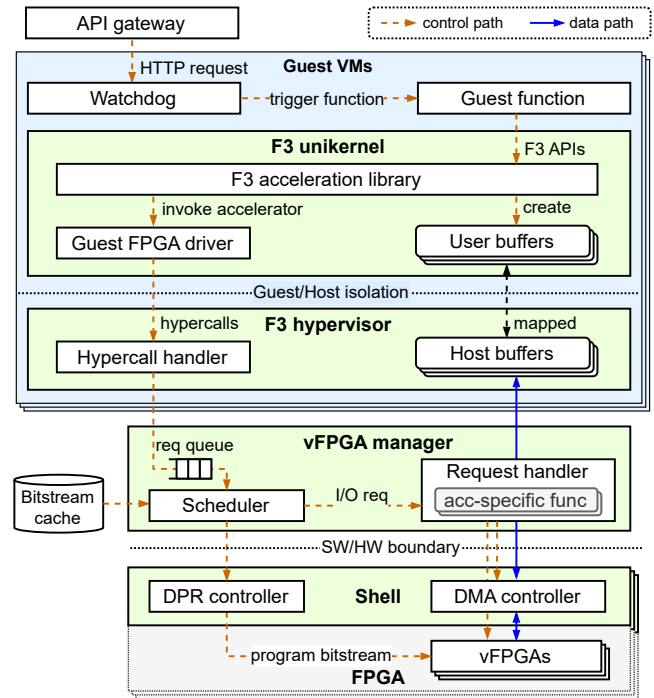 API gateway
control path
data path
HTTP request
Guest VMs
Watchdog
trigger function
Guest function
F3 unikernel
F3 APIs
F3 acceleration library
invoke accelerator
create
Guest FPGA driver
User buffers
Guest/Host isolation
hypercalls
F3 hypervisor
mapped
Hypercall handler
Host buffers
req queue
vFPGA manager
Bitstream
cache
Scheduler
I/O req
Request handler
acc-specific func
SW/HW boundary
DPR controller
Shell
DMA controller
program bitstream
vFPGAs
FPGA